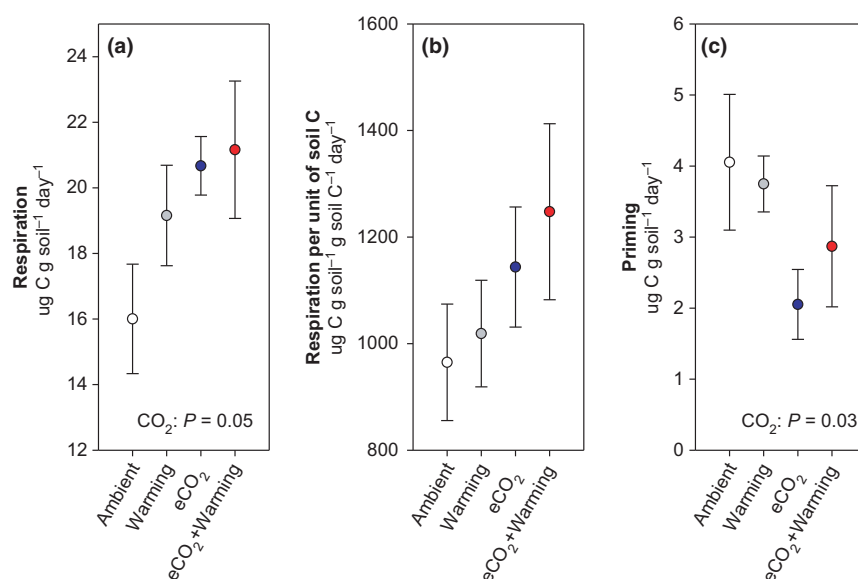 (a)
Respiration
ug C g soil⁻¹ day⁻¹
24
22
20
18
16
14
12
CO₂: P = 0.05
Ambient
Warming
eCO₂
eCO₂+Warming
(b)
Respiration per unit of soil C
ug C g soil⁻¹ g soil C⁻¹ day⁻¹
1600
1400
1200
1000
800
Ambient
Warming
eCO₂
eCO₂+Warming
(c)
Priming
ug C g soil⁻¹ day⁻¹
6
5
4
3
2
1
0
CO₂: P = 0.03
Ambient
Warming
eCO₂
eCO₂+Warming